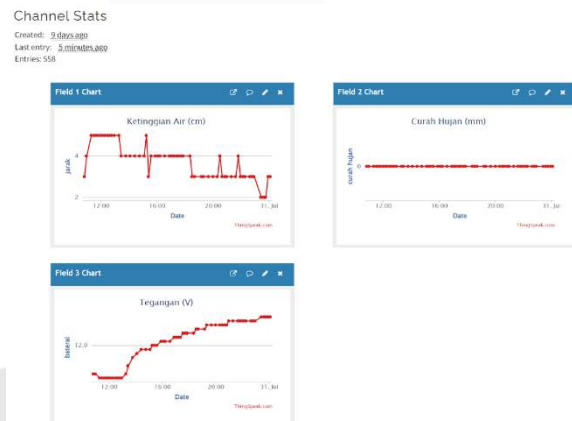 Channel Stats
Created: 9 days ago
Last entry: 5 minutes ago
Entries: 558
Field 1 Chart
Ketinggian Air (cm)
jarak
4
2
12:00 16:00 20:00 31. Jul
Date
ThingSpeak.com
Field 2 Chart
Curah Hujan (mm)
curah hujan
0
12:00 16:00 20:00 31. Jul
Date
ThingSpeak.com
Field 3 Chart
Tegangan (V)
baterai
12.0
12:00 16:00 20:00 31. Jul
Date
ThingSpeak.com